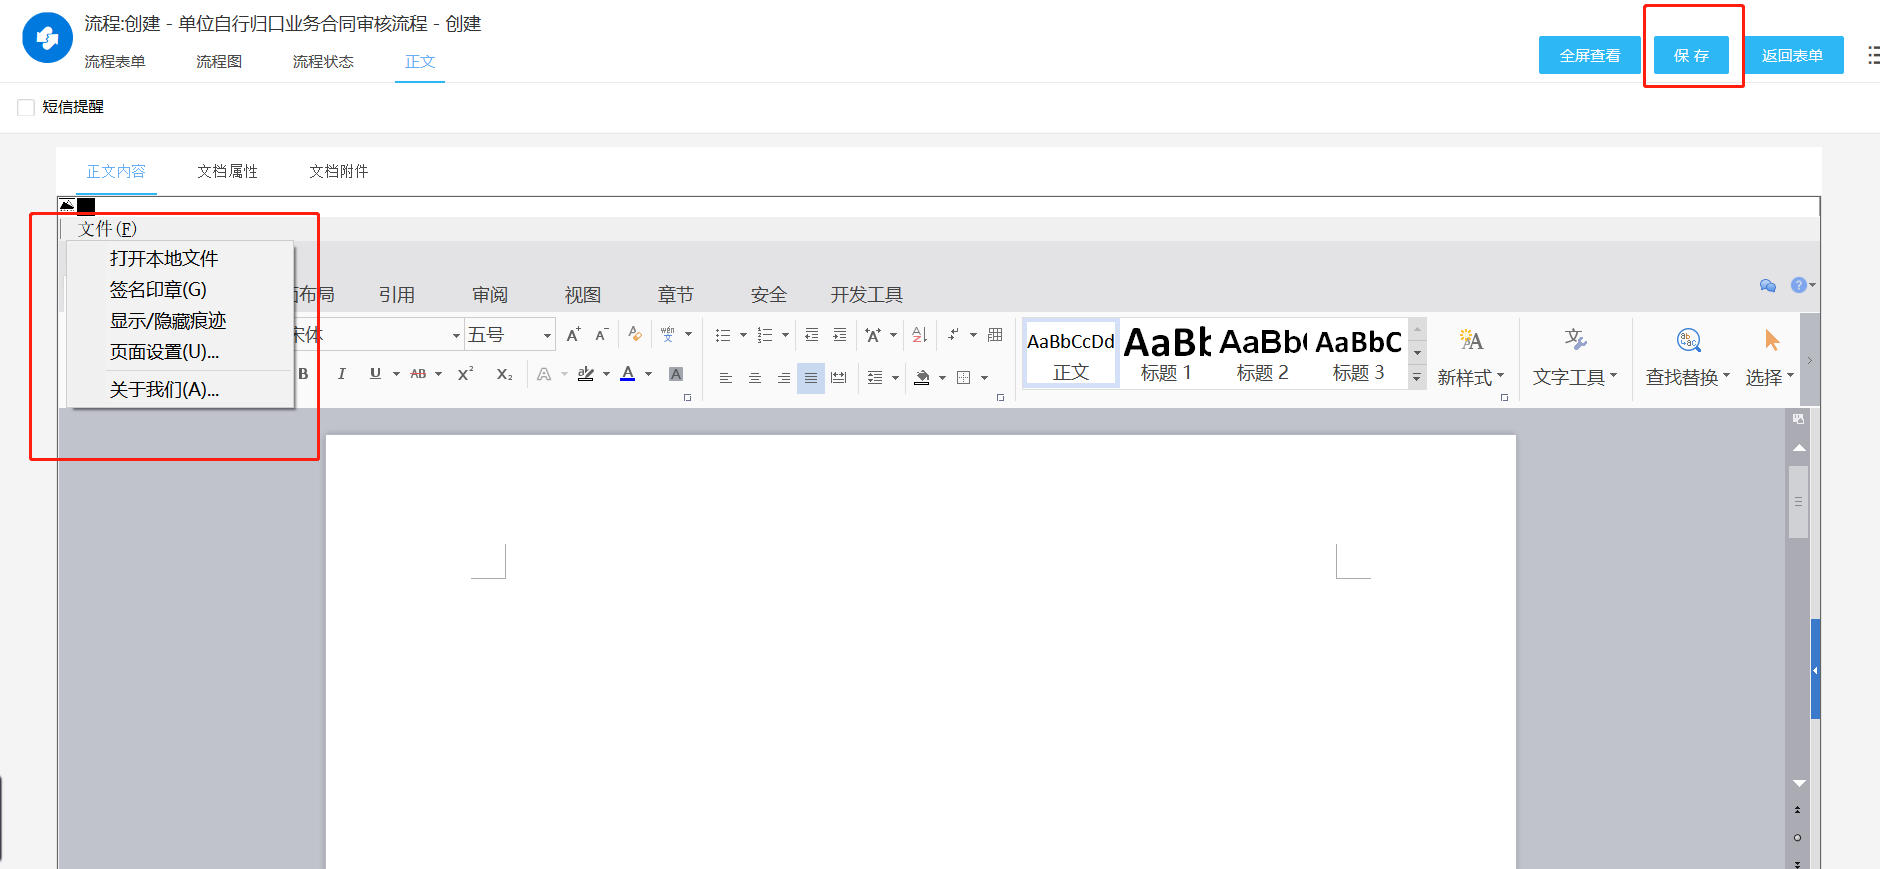 流程:创建 - 单位自行归口业务合同审核流程 - 创建
流程表单 流程图 流程状态 正文
全屏查看 保 存 返回表单
短信提醒
正文内容 文档属性 文档附件
文件(F)
打开本地文件
签名印章(G)
显示/隐藏痕迹
页面设置(U)...
关于我们(A)...
布局 引用 审阅 视图 章节 安全 开发工具
宋体 五号
AaBbCcDd AaBb AaBb AaBbC
正文 标题 1 标题 2 标题 3
新样式 文字工具 查找替换 选择